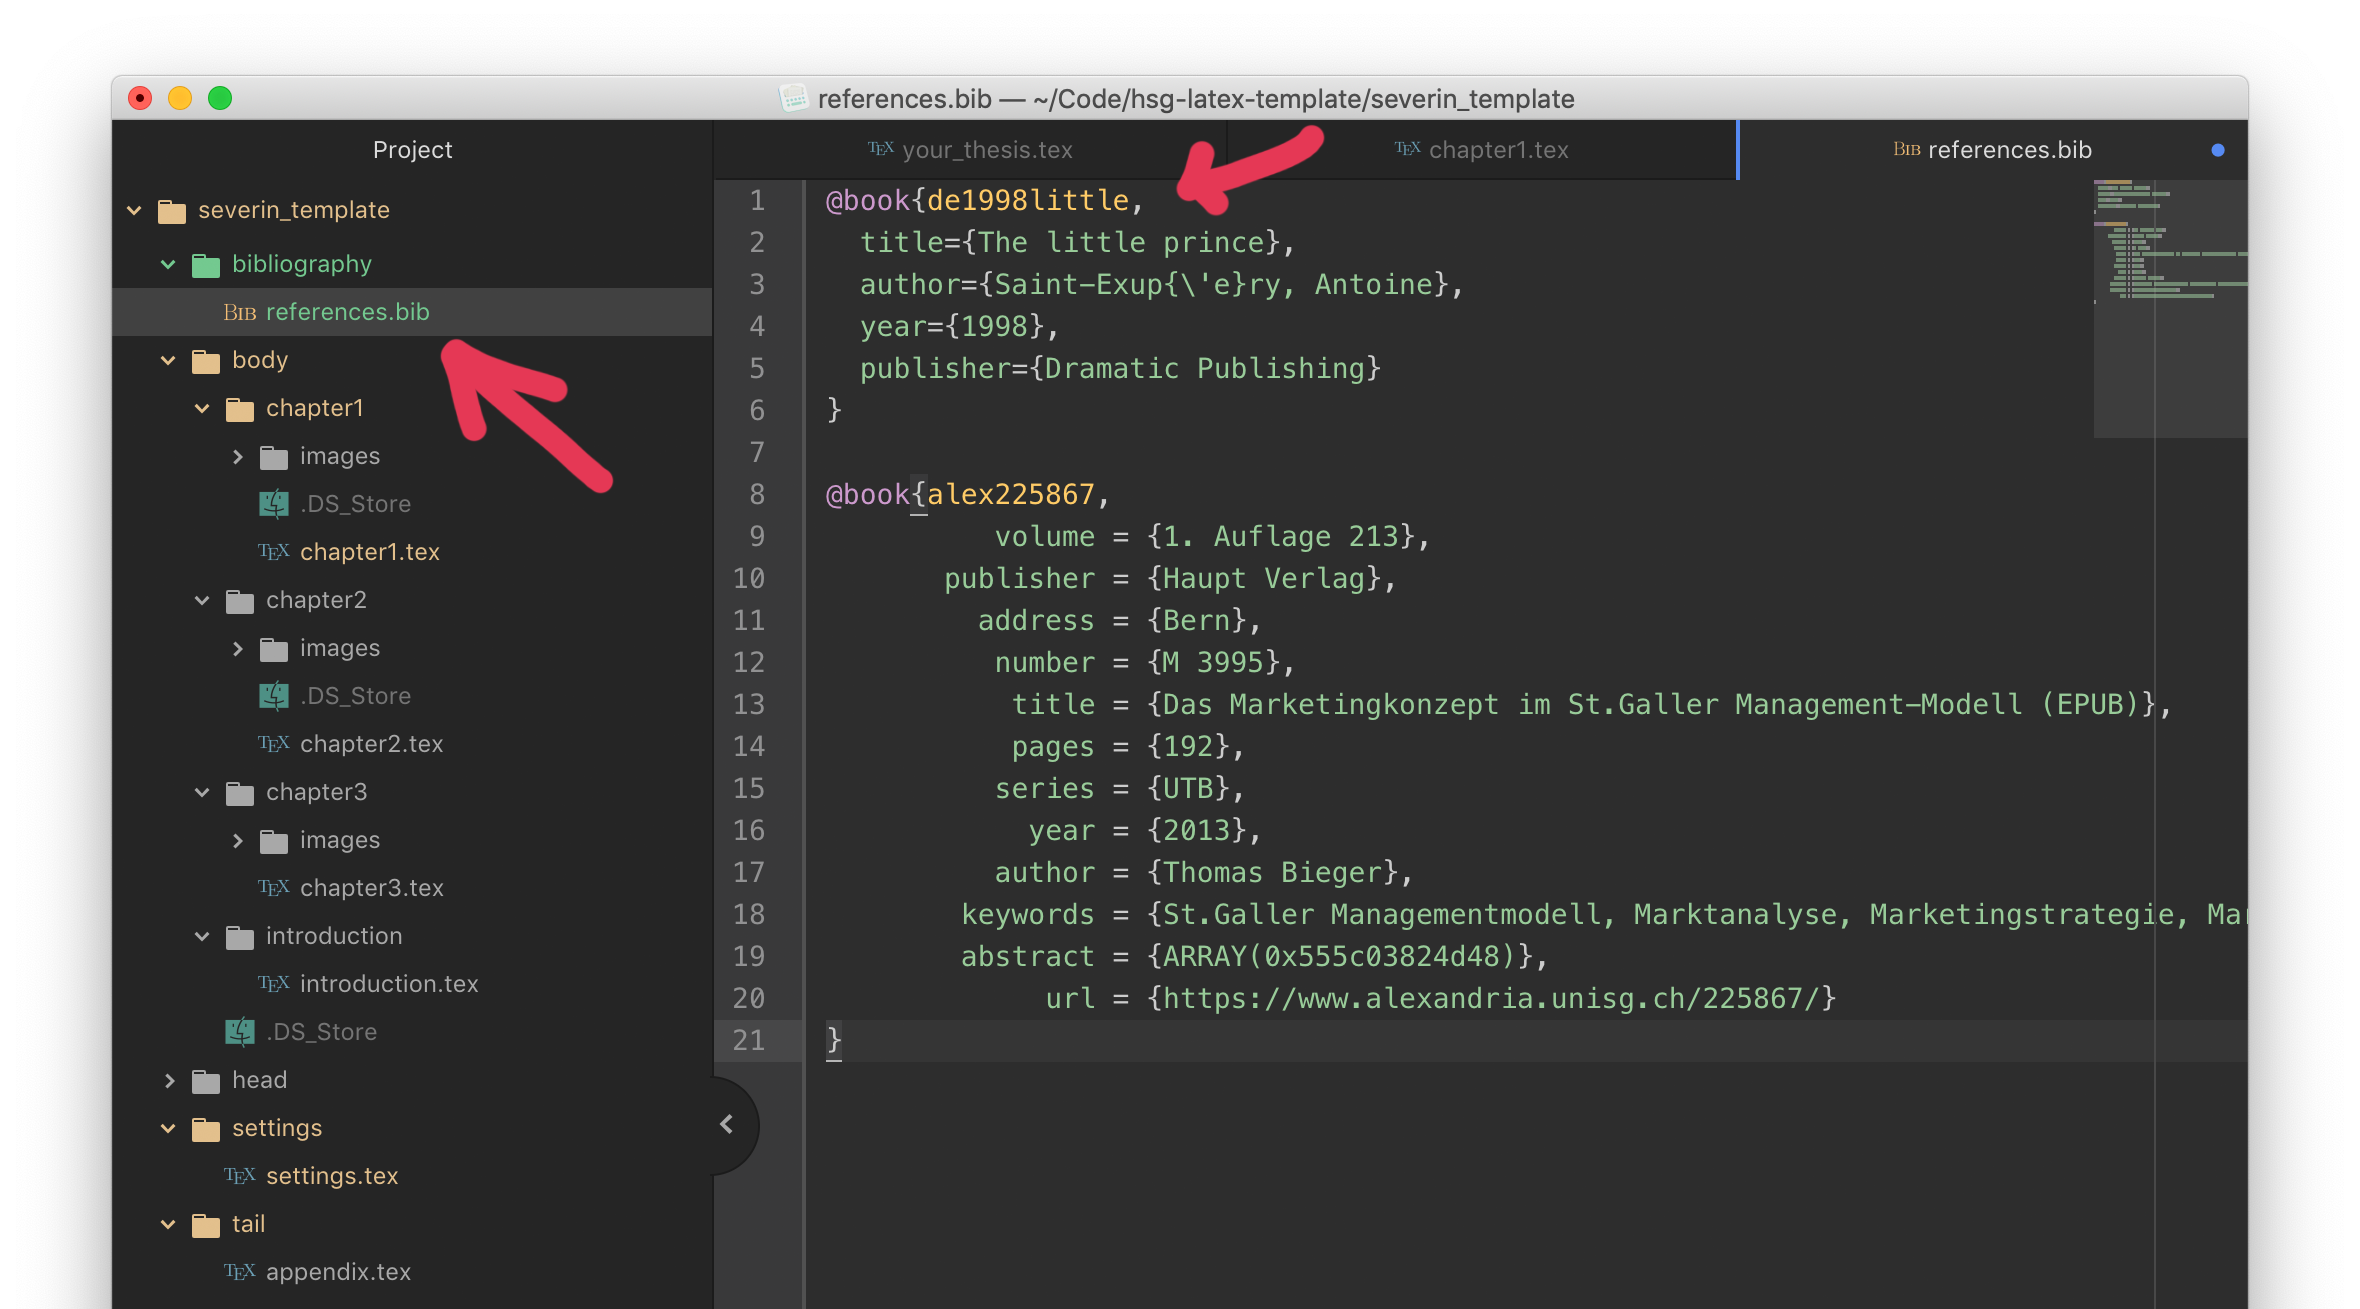 references.bib — ~/Code/hsg-latex-template/severin_template
Project
severin_template
bibliography
BIB references.bib
body
chapter1
images
.DS_Store
TEX chapter1.tex
chapter2
images
.DS_Store
TEX chapter2.tex
chapter3
images
TEX chapter3.tex
introduction
TEX introduction.tex
.DS_Store
head
settings
TEX settings.tex
tail
TEX appendix.tex
TEX your_thesis.tex
TEX chapter1.tex
BIB references.bib
1 @book{de1998little,
2 title={The little prince},
3 author={Saint-Exup{\'e}ry, Antoine},
4 year={1998},
5 publisher={Dramatic Publishing}
6 }
7
8 @book{alex225867,
9 volume = {1. Auflage 213},
10 publisher = {Haupt Verlag},
11 address = {Bern},
12 number = {M 3995},
13 title = {Das Marketingkonzept im St.Galler Management-Modell (EPUB)},
14 pages = {192},
15 series = {UTB},
16 year = {2013},
17 author = {Thomas Bieger},
18 keywords = {St.Galler Managementmodell, Marktanalyse, Marketingstrategie, Mar
19 abstract = {ARRAY(0x555c03824d48)},
20 url = {https://www.alexandria.unisg.ch/225867/}
21 }